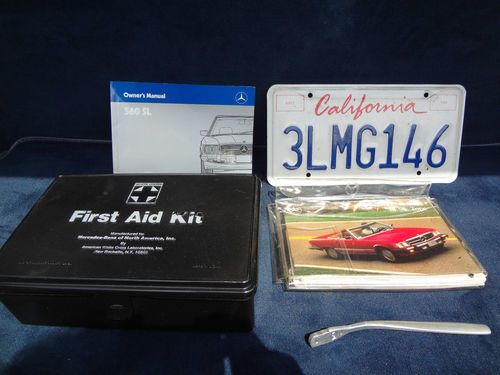 Owner's Manual
560 SL
California
3LMG146
First Aid Kit
Manufactured for:
Mercedes-Benz of North America, Inc.
By
American White Cross Laboratories, Inc.
New Rochelle, N.Y. 10801